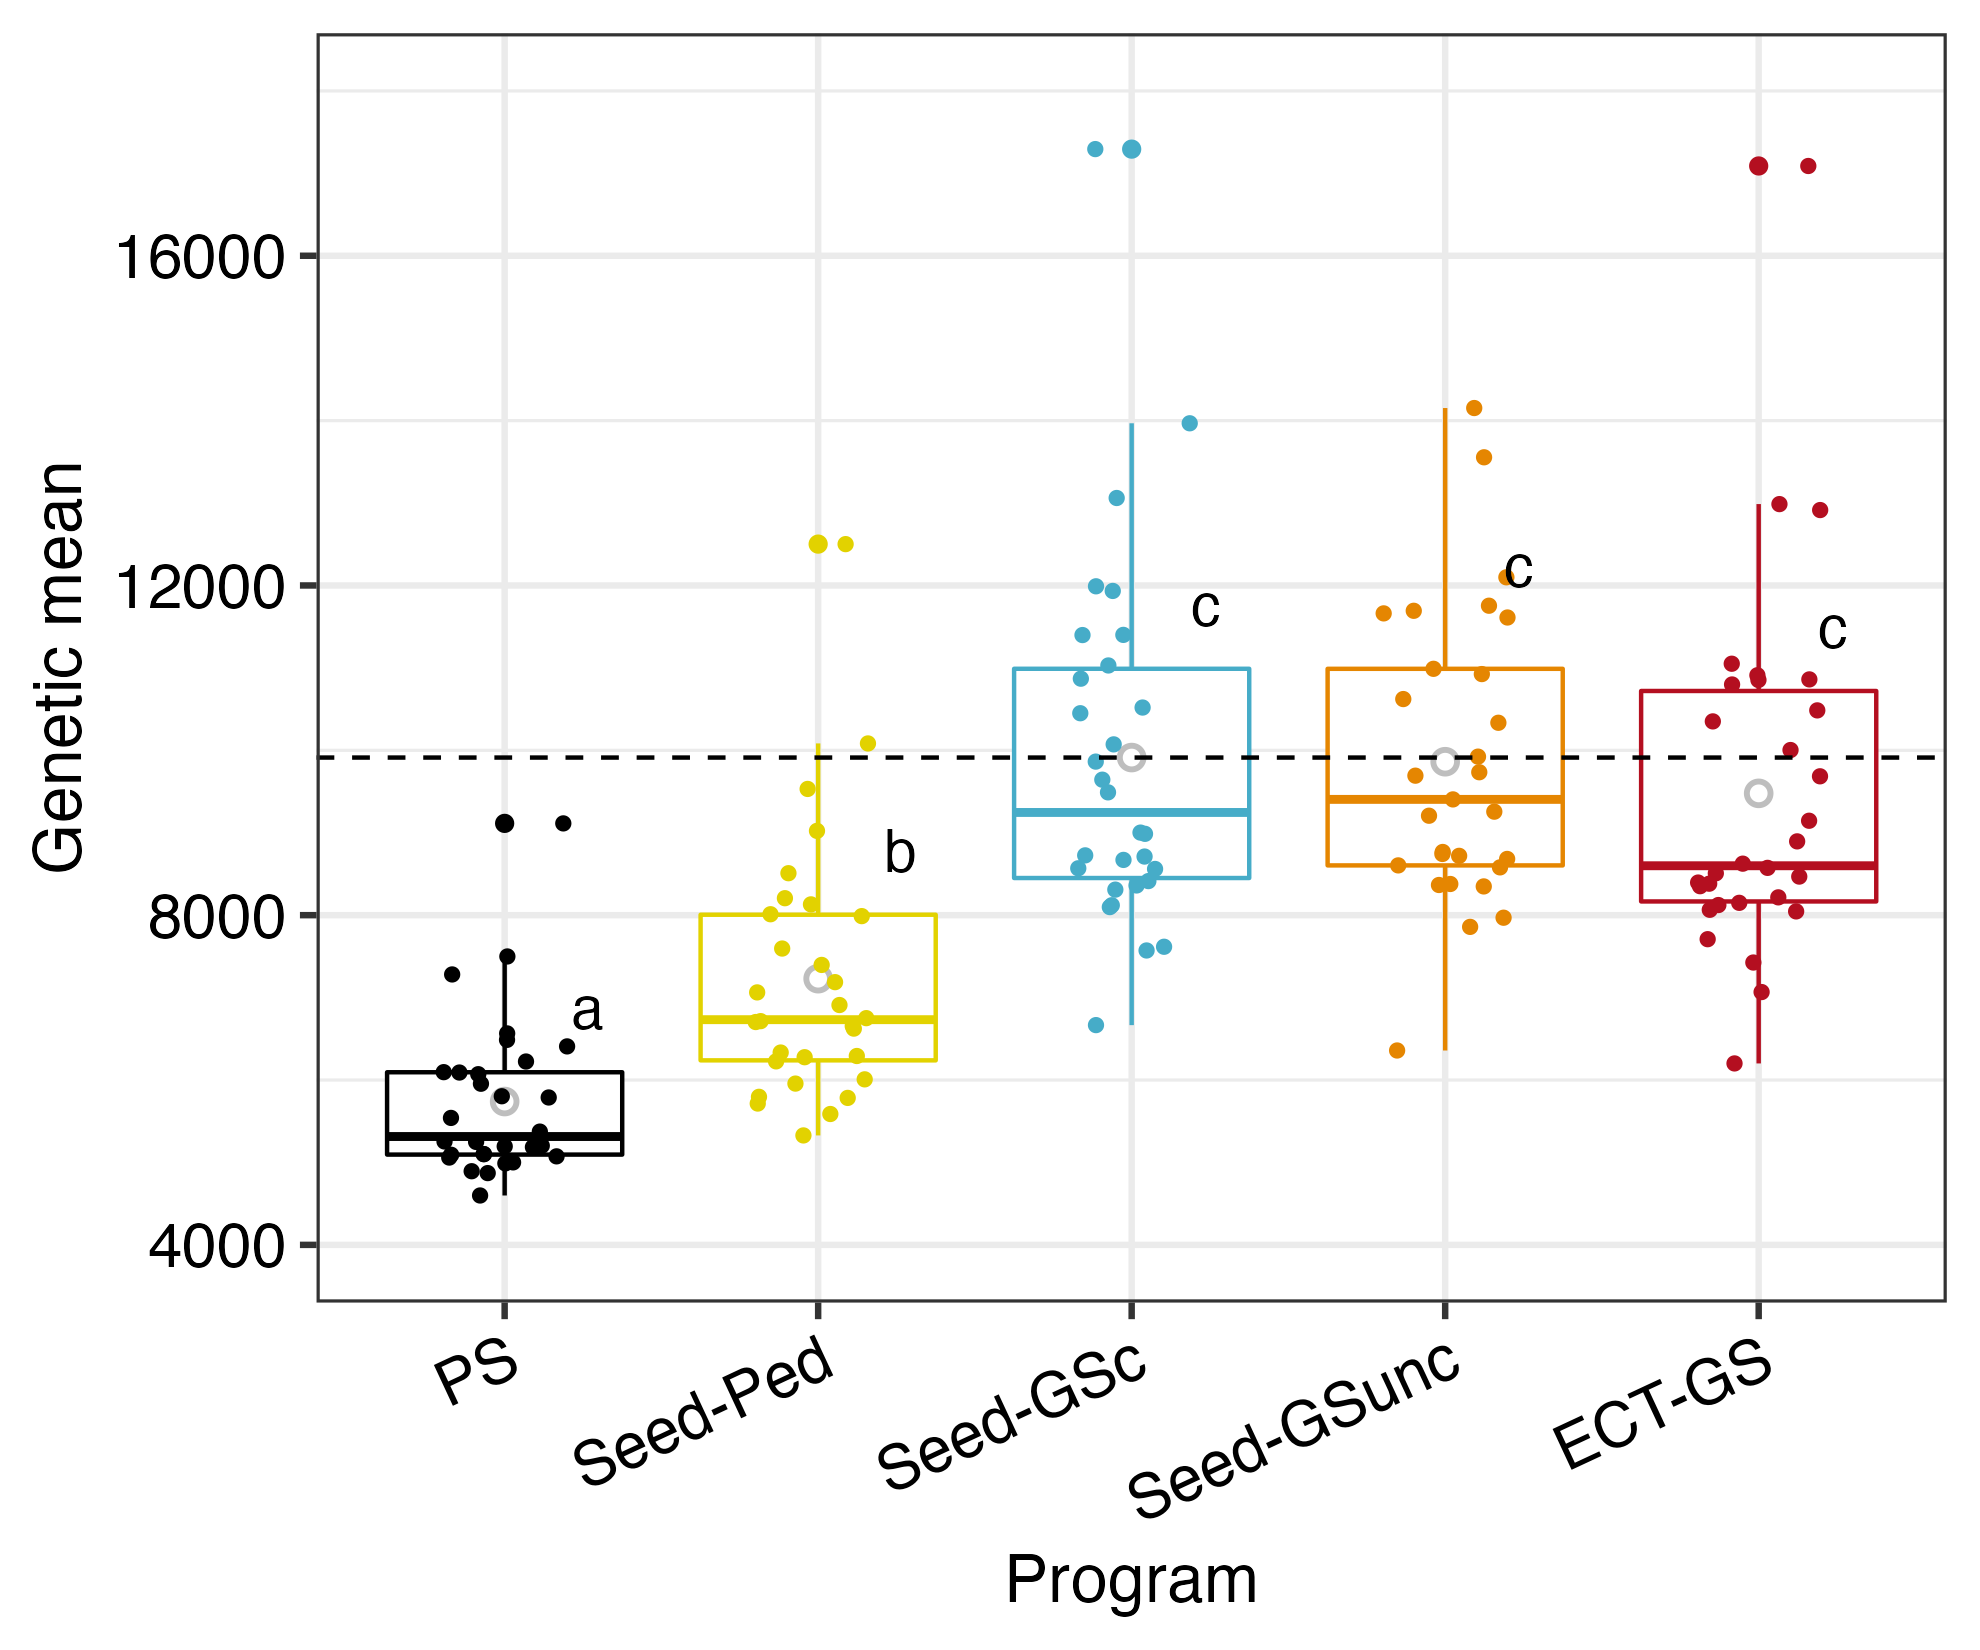 Genetic mean
16000
12000
8000
4000
a
b
c
c
c
PS
Seed-Ped
Seed-GSc
Seed-GSunc
ECT-GS
Program